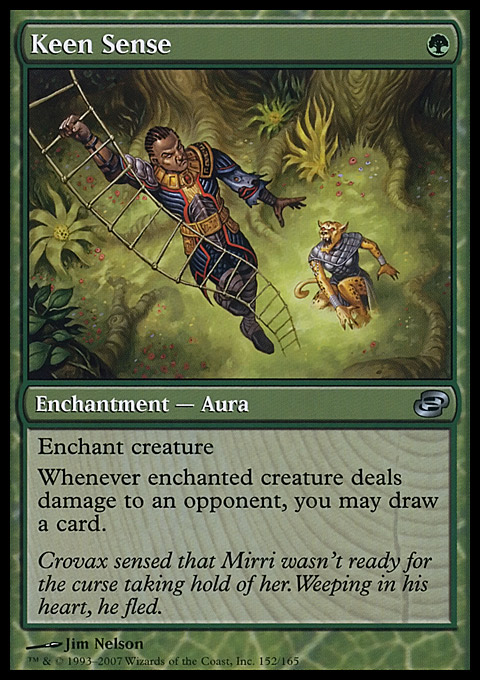 Keen Sense
Enchantment — Aura
Enchant creature
Whenever enchanted creature deals
damage to an opponent, you may draw
a card.
Crovax sensed that Mirri wasn't ready for
the curse taking hold of her. Weeping in his
heart, he fled.
Jim Nelson
™ & © 1993–2007 Wizards of the Coast, Inc. 152/165